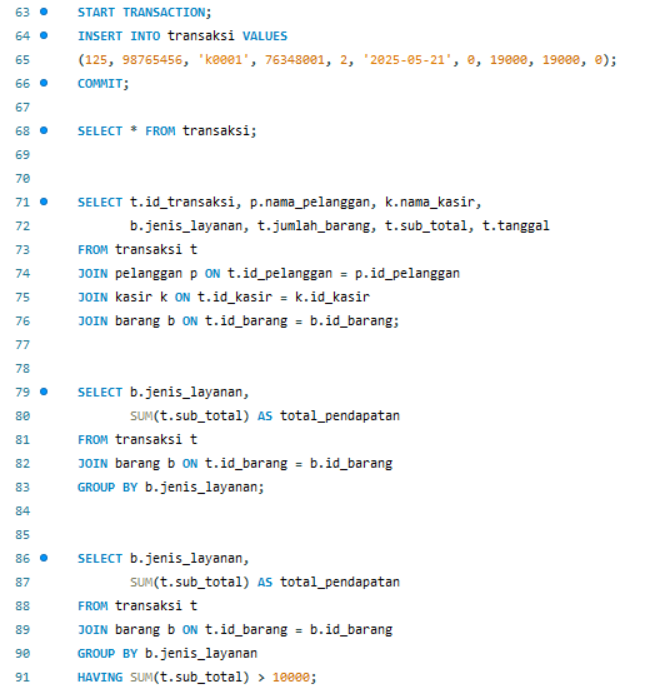 63 START TRANSACTION;
64 INSERT INTO transaksi VALUES
65 (125, 98765456, 'k0001', 76348001, 2, '2025-05-21', 0, 19000, 19000, 0);
66 COMMIT;
67
68 SELECT * FROM transaksi;
69
70
71 SELECT t.id_transaksi, p.nama_pelanggan, k.nama_kasir,
72 b.jenis_layanan, t.jumlah_barang, t.sub_total, t.tanggal
73 FROM transaksi t
74 JOIN pelanggan p ON t.id_pelanggan = p.id_pelanggan
75 JOIN kasir k ON t.id_kasir = k.id_kasir
76 JOIN barang b ON t.id_barang = b.id_barang;
77
78
79 SELECT b.jenis_layanan,
80 SUM(t.sub_total) AS total_pendapatan
81 FROM transaksi t
82 JOIN barang b ON t.id_barang = b.id_barang
83 GROUP BY b.jenis_layanan;
84
85
86 SELECT b.jenis_layanan,
87 SUM(t.sub_total) AS total_pendapatan
88 FROM transaksi t
89 JOIN barang b ON t.id_barang = b.id_barang
90 GROUP BY b.jenis_layanan
91 HAVING SUM(t.sub_total) > 10000;